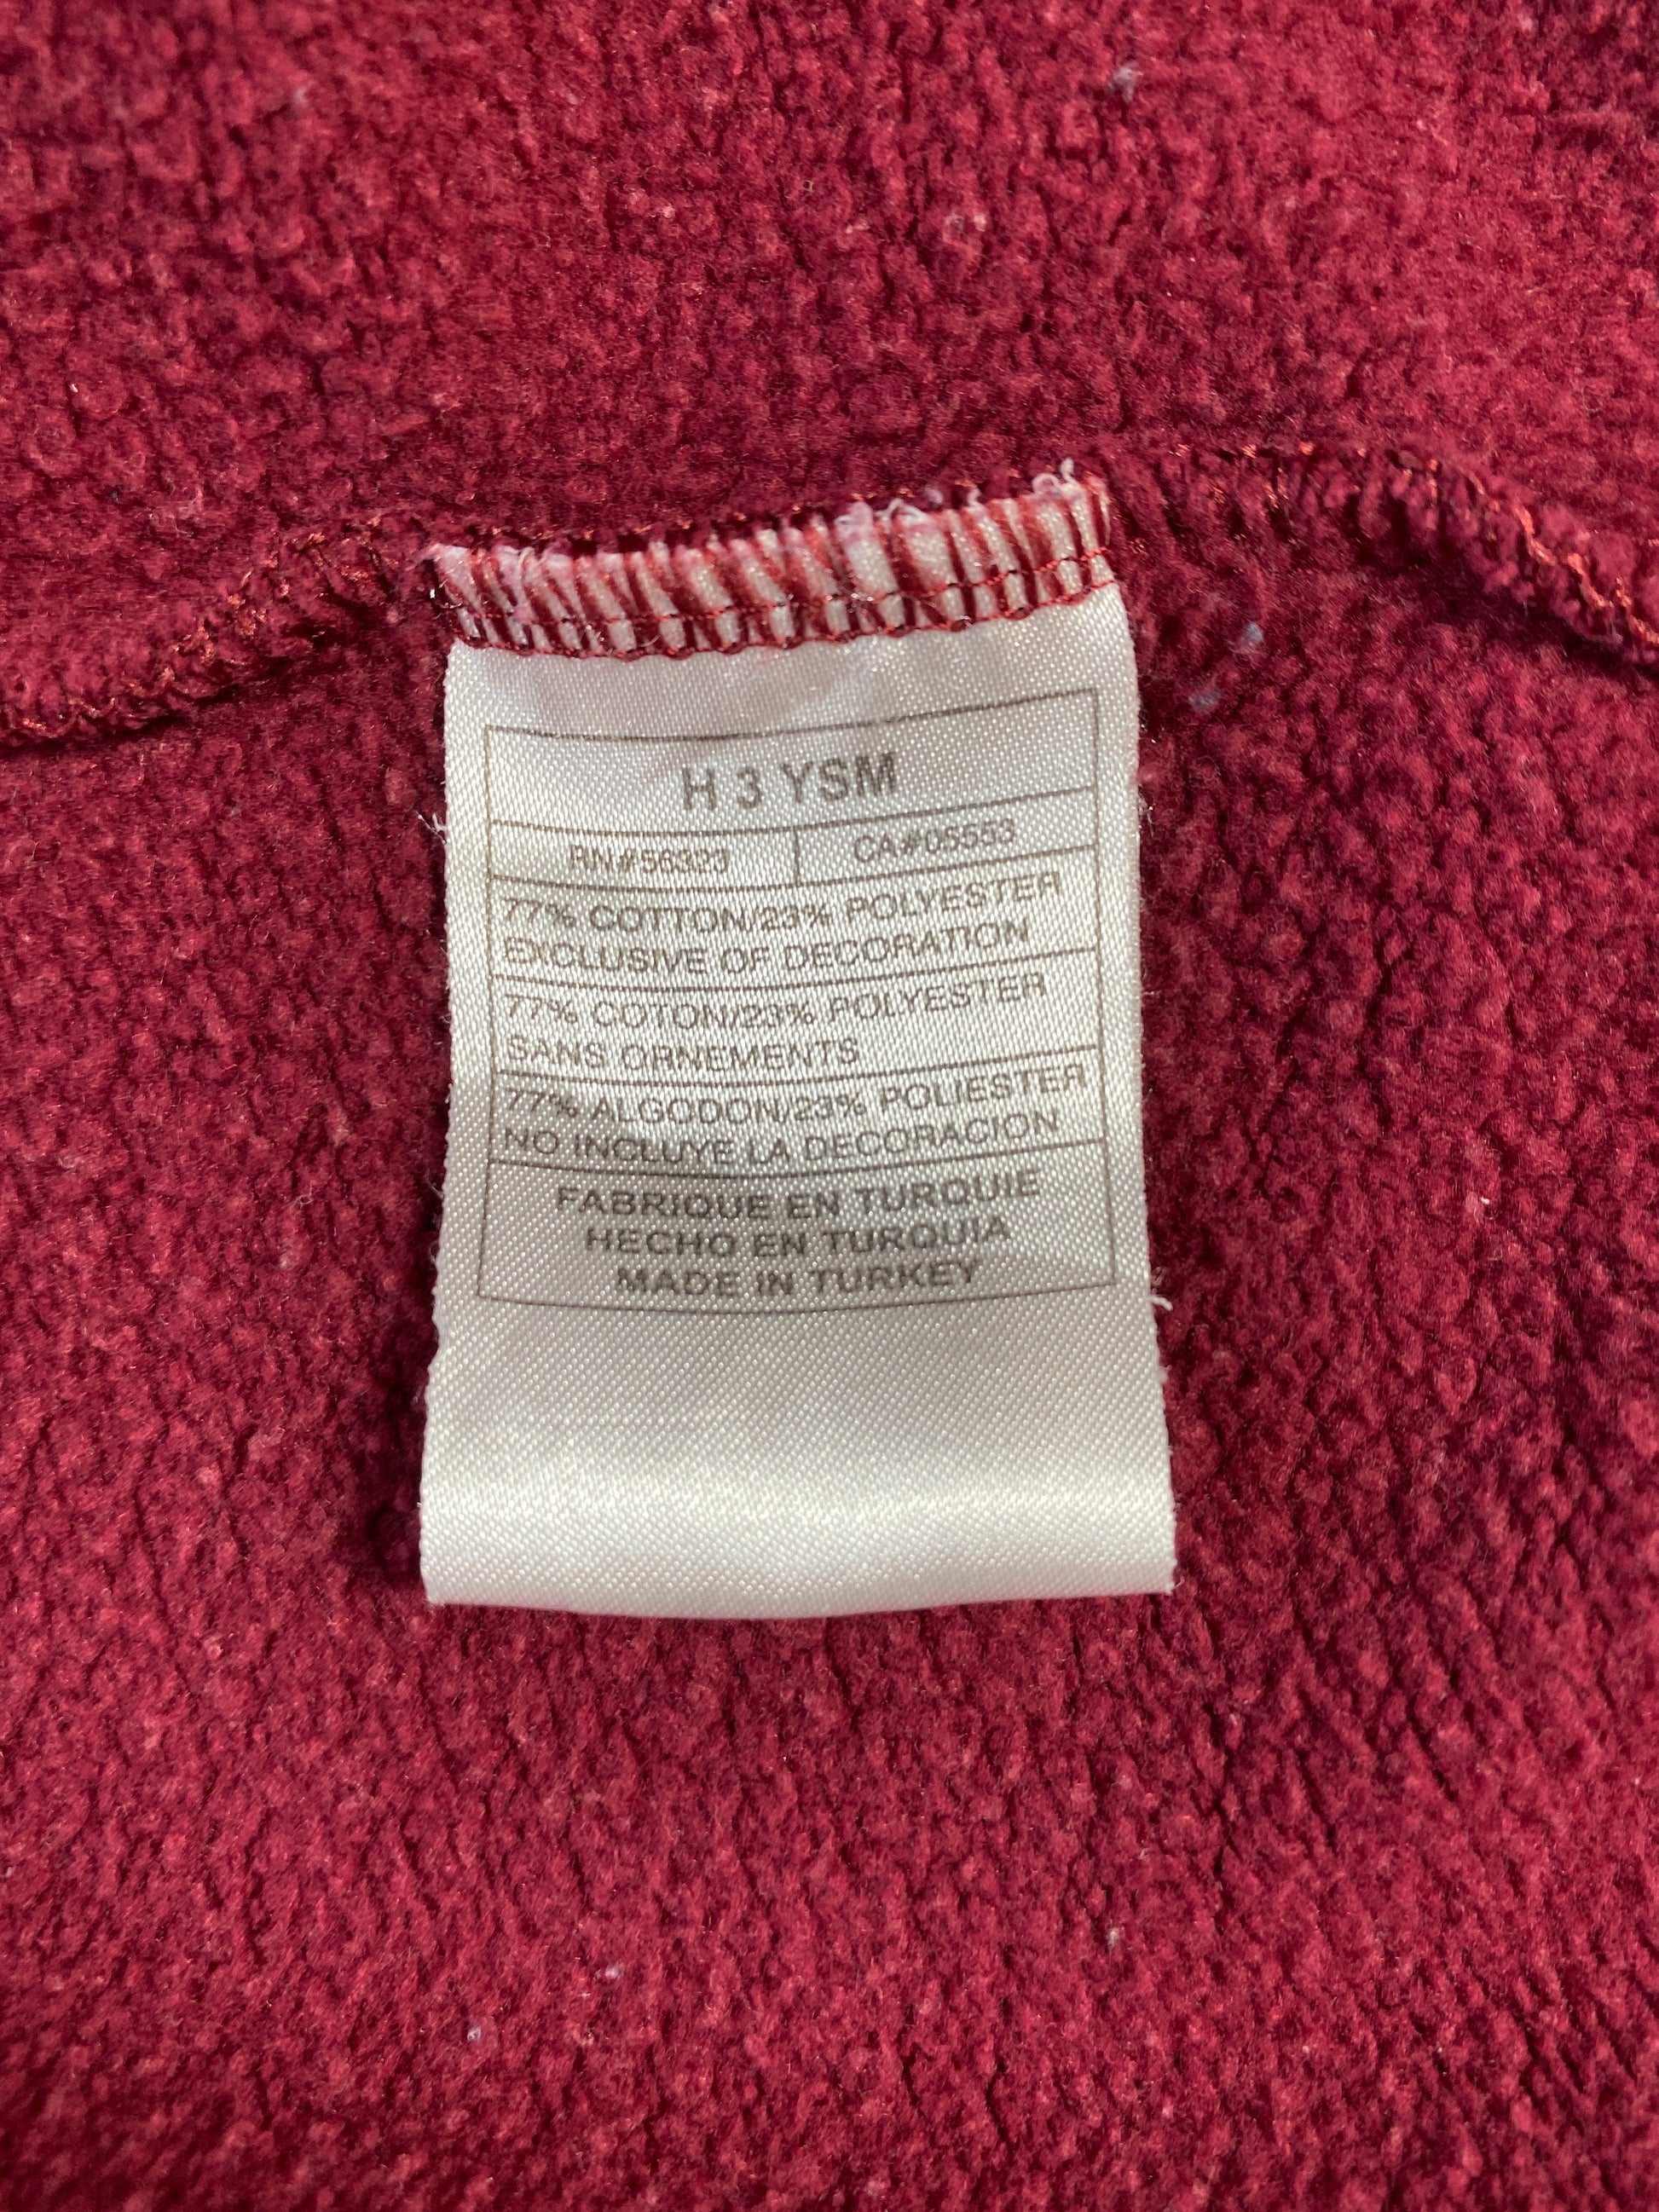 H 3 YSM
RN#56323 CA#05553
77% COTTON/23% POLYESTER
EXCLUSIVE OF DECORATION
77% COTON/23% POLYESTER
SANS ORNEMENTS
77% ALGODON/23% POLIESTER
NO INCLUYE LA DECORACION
FABRIQUE EN TURQUIE
HECHO EN TURQUIA
MADE IN TURKEY